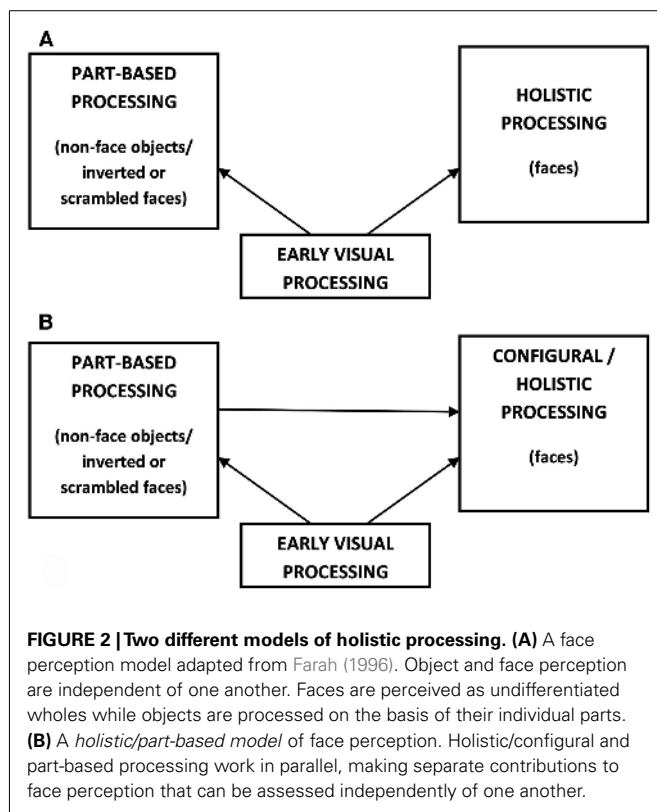 A
PART-BASED
PROCESSING
(non-face objects/
inverted or
scrambled faces)
HOLISTIC
PROCESSING
(faces)
EARLY VISUAL
PROCESSING
B
PART-BASED
PROCESSING
(non-face objects/
inverted or
scrambled faces)
CONFIGURAL /
HOLISTIC
PROCESSING
(faces)
EARLY VISUAL
PROCESSING
FIGURE 2 | Two different models of holistic processing. (A) A face
perception model adapted from Farah (1996). Object and face perception
are independent of one another. Faces are perceived as undifferentiated
wholes while objects are processed on the basis of their individual parts.
(B) A holistic/part-based model of face perception. Holistic/configural and
part-based processing work in parallel, making separate contributions to
face perception that can be assessed independently of one another.